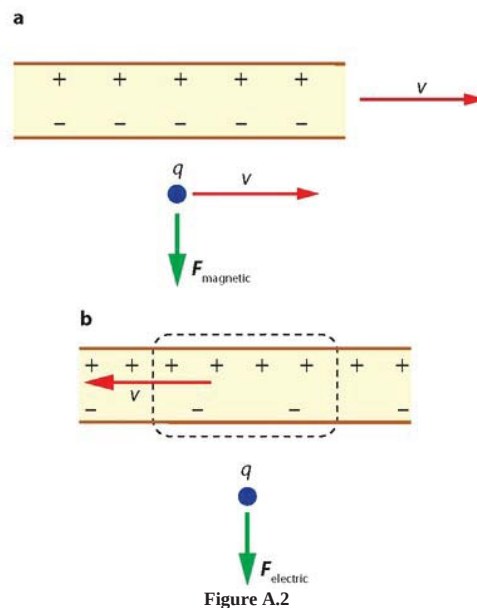 a
+ + + + +
v
– – – – –
q
v
F magnetic
b
+ + + + + + + +
v
– – – –
q
F electric
Figure A.2